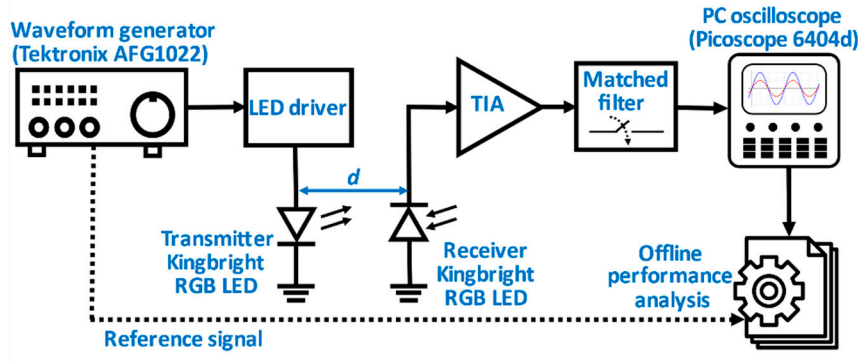 Waveform generator
(Tektronix AFG1022)
LED driver
TIA
Matched
filter
PC oscilloscope
(Picoscope 6404d)
d
Transmitter
Kingbright
RGB LED
Receiver
Kingbright
RGB LED
Offline
performance
analysis
Reference signal